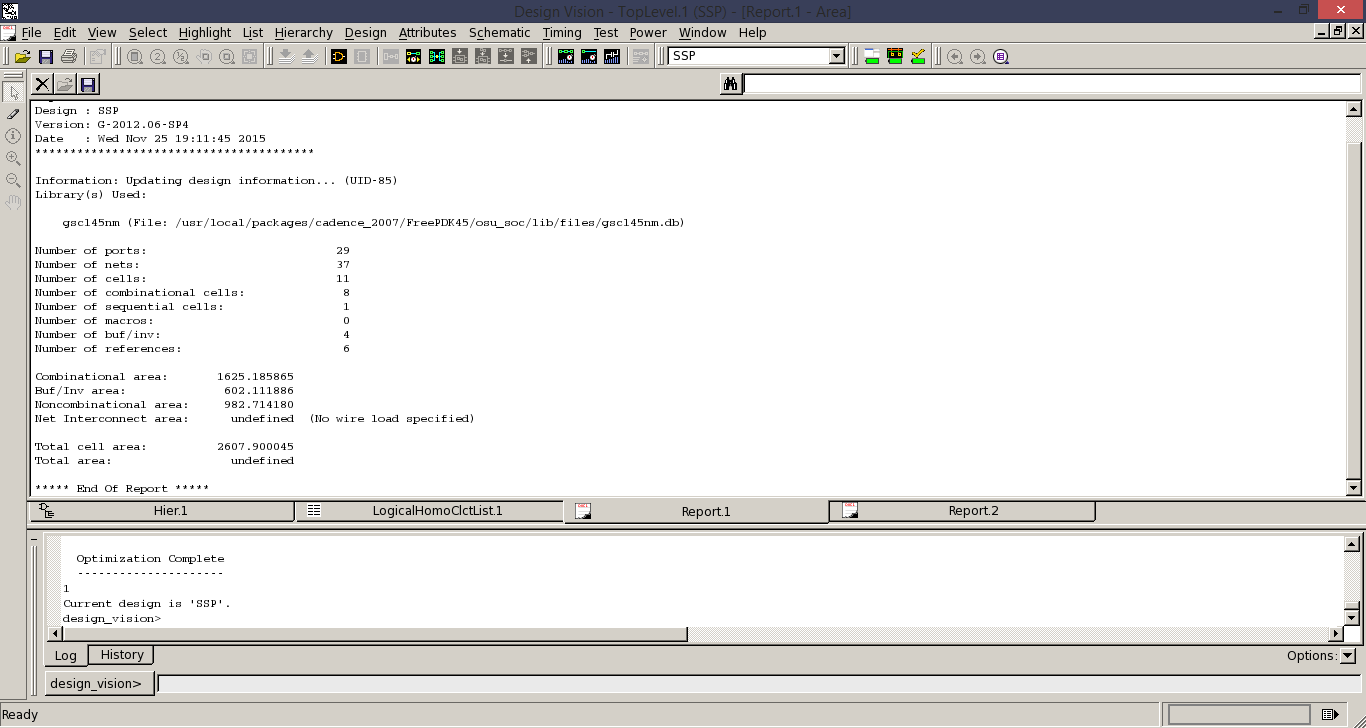 Design Vision - TopLevel.1 (SSP) - [Report.1 - Area]
File Edit View Select Highlight List Hierarchy Design Attributes Schematic Timing Test Power Window Help
SSP
Design : SSP
Version: G-2012.06-SP4
Date   : Wed Nov 25 19:11:45 2015
****************************************
Information: Updating design information... (UID-85)
Library(s) Used:
gscl45nm (File: /usr/local/packages/cadence_2007/FreePDK45/osu_soc/lib/files/gscl45nm.db)
Number of ports: 29
Number of nets: 37
Number of cells: 11
Number of combinational cells: 8
Number of sequential cells: 1
Number of macros: 0
Number of buf/inv: 4
Number of references: 6
Combinational area: 1625.185865
Buf/Inv area: 602.111886
Noncombinational area: 982.714180
Net Interconnect area: undefined (No wire load specified)
Total cell area: 2607.900045
Total area: undefined
***** End Of Report *****
Hier.1 LogicalHomoClctList.1 Report.1 Report.2
Optimization Complete
---------------------
1
Current design is 'SSP'.
design_vision>
Log History Options:
design_vision>
Ready